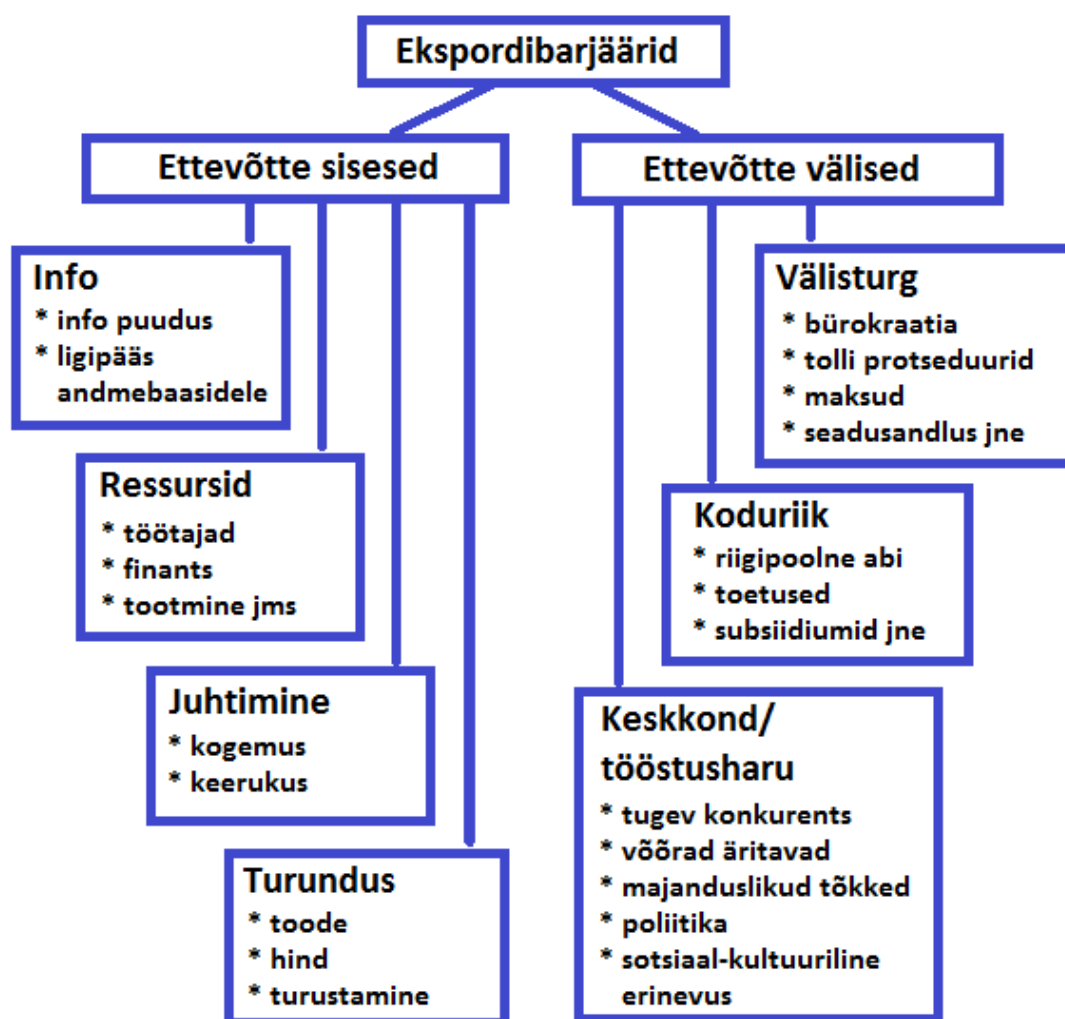 Ekspordibarjäärid
Ettevõtte sisesed
Info
* info puudus
* ligipääs
andmebaasidele
Ressursid
* töötajad
* finants
* tootmine jms
Juhtimine
* kogemus
* keerukus
Turundus
* toode
* hind
* turustamine
Ettevõtte välised
Välisturg
* bürokraatia
* tolli protseduurid
* maksud
* seadusandlus jne
Koduriik
* riigipoolne abi
* toetused
* subsiidiumid jne
Keskkond/
tööstusharu
* tugev konkurents
* võõrad äritavad
* majanduslikud tõkked
* poliitika
* sotsiaal-kultuuriline
erinevus